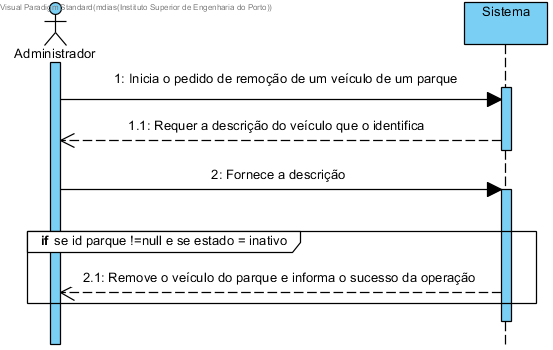 Visual Paradigm Standard(mdias(Instituto Superior de Engenharia do Porto))
Sistema
Administrador
1: Inicia o pedido de remoção de um veículo de um parque
1.1: Requer a descrição do veículo que o identifica
2: Fornece a descrição
if se id parque !=null e se estado = inativo
2.1: Remove o veículo do parque e informa o sucesso da operação